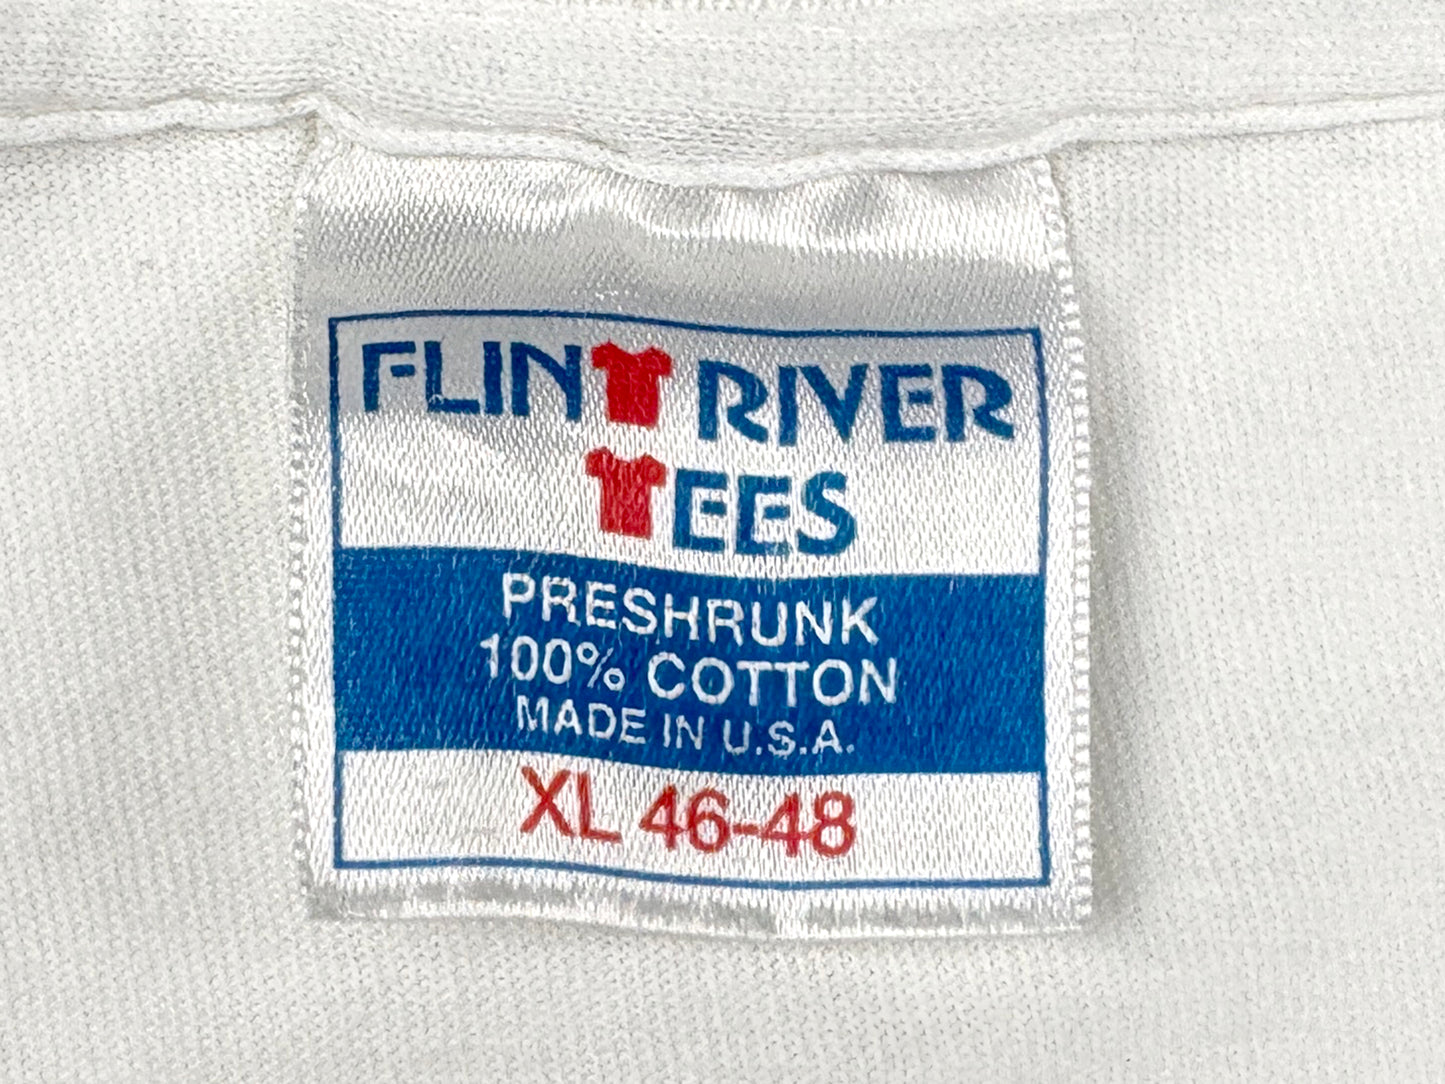 FLINT RIVER
TEES
PRESHRUNK
100% COTTON
MADE IN U.S.A.
XL 46-48